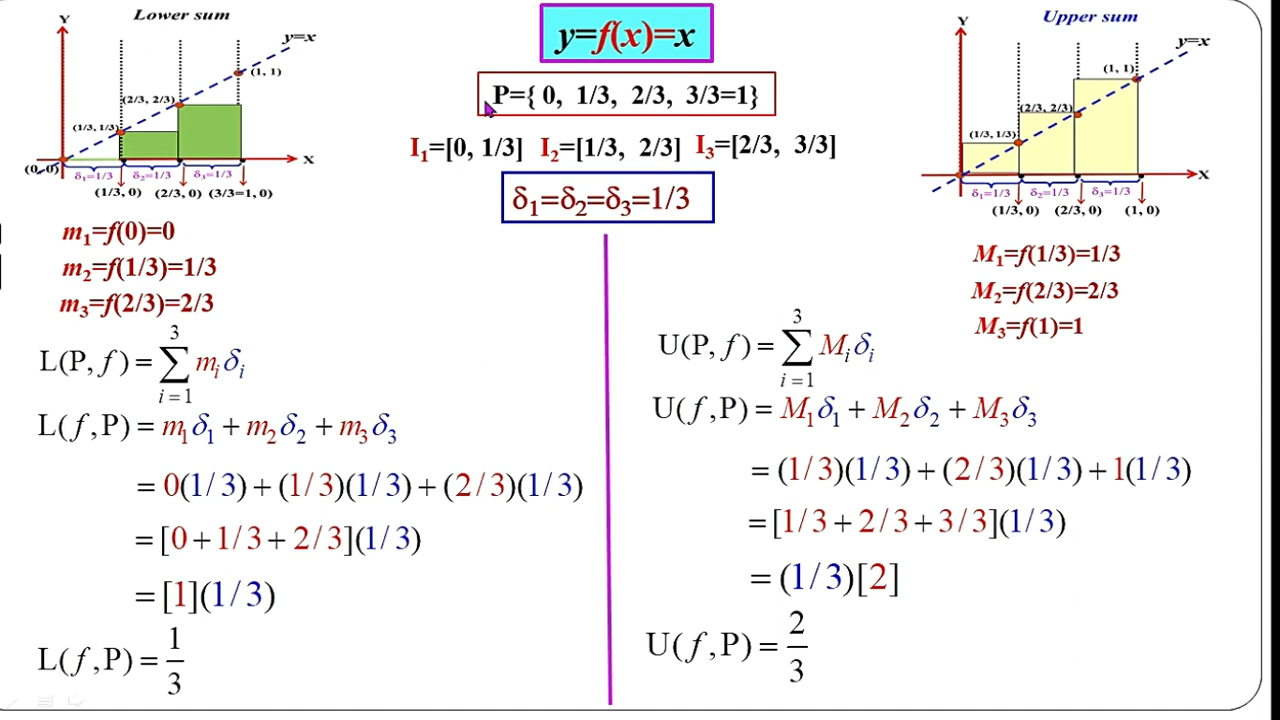 Lower sum
Y
y=x
(1, 1)
(2/3, 2/3)
(1/3, 1/3)
(0, 0)
X
δ1=1/3 δ2=1/3 δ3=1/3
(1/3, 0) (2/3, 0) (3/3=1, 0)
y=f(x)=x
P={ 0, 1/3, 2/3, 3/3=1}
I1=[0, 1/3] I2=[1/3, 2/3] I3=[2/3, 3/3]
δ1=δ2=δ3=1/3
Upper sum
Y
y=x
(1, 1)
(2/3, 2/3)
(1/3, 1/3)
X
δ1=1/3 δ2=1/3 δ3=1/3
(1/3, 0) (2/3, 0) (1, 0)
m1=f(0)=0
m2=f(1/3)=1/3
m3=f(2/3)=2/3
L(P, f) = ∑_{i=1}^{3} miδi
L(f,P) = m1δ1 + m2δ2 + m3δ3
= 0(1/3) + (1/3)(1/3) + (2/3)(1/3)
= [0+1/3+2/3](1/3)
= [1](1/3)
L(f,P) = 1/3
M1=f(1/3)=1/3
M2=f(2/3)=2/3
M3=f(1)=1
U(P, f) = ∑_{i=1}^{3} Miδi
U(f,P) = M1δ1 + M2δ2 + M3δ3
= (1/3)(1/3) + (2/3)(1/3) + 1(1/3)
= [1/3+2/3+3/3](1/3)
= (1/3)[2]
U(f,P) = 2/3